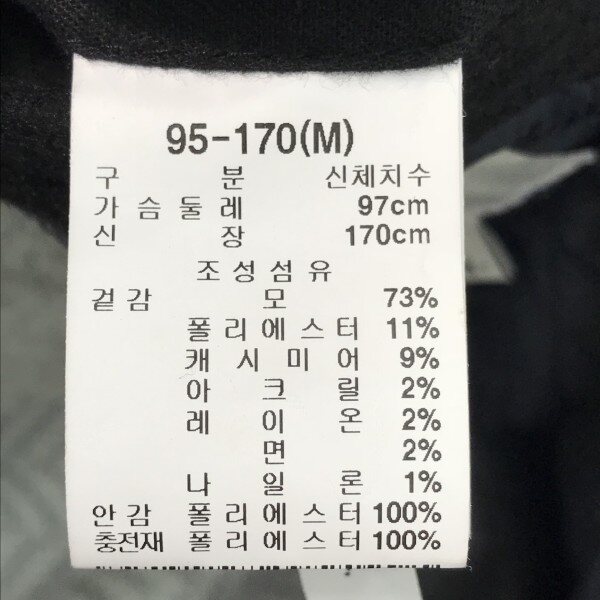 95-170(M)
구 분 신체치수
가슴둘레 97cm
신 장 170cm
조성섬유
겉감 모 73%
폴리에스터 11%
캐시미어 9%
아크릴 2%
레이온 2%
면 2%
나일론 1%
안감 폴리에스터 100%
충전재 폴리에스터 100%